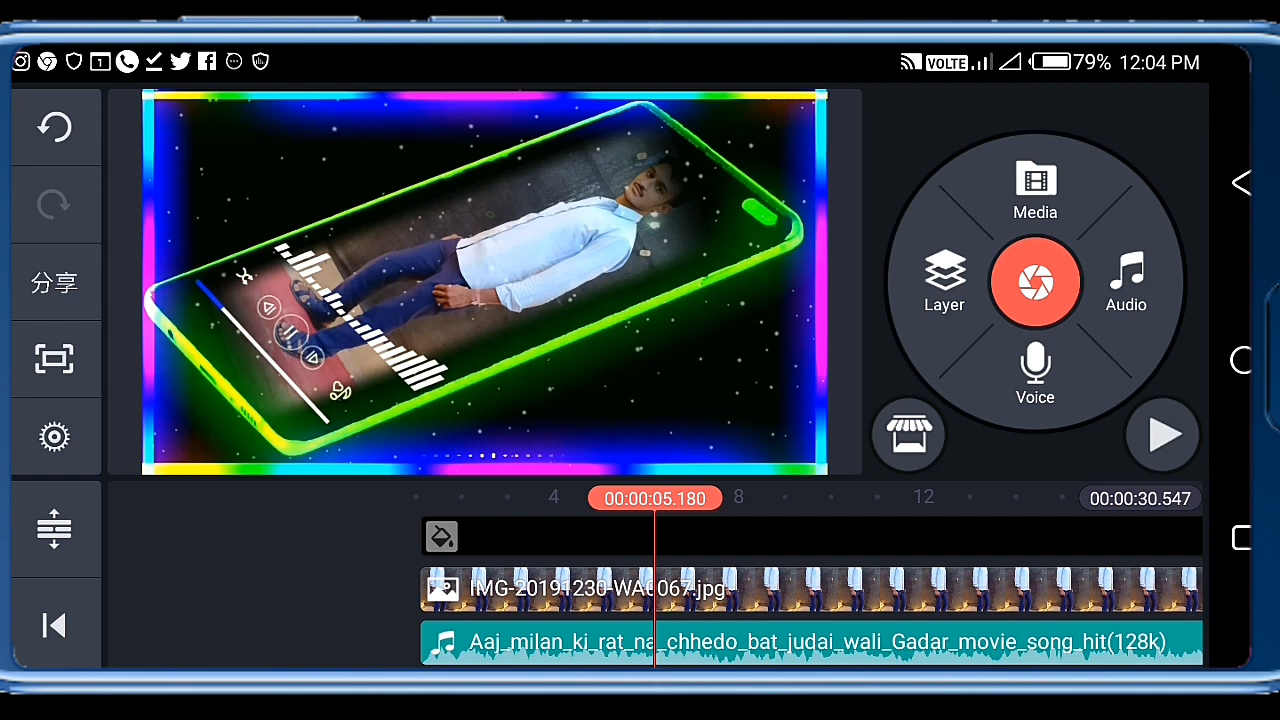 1
VOLTE
79% 12:04 PM
分享
Media
Layer
Audio
Voice
4
00:00:05.180
8
12
00:00:30.547
IMG-20191230-WA0067.jpg
Aaj_milan_ki_rat_na_chhedo_bat_judai_wali_Gadar_movie_song_hit(128k)